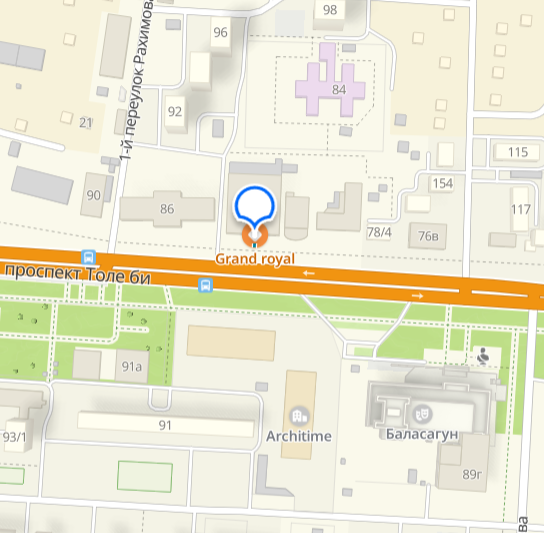 98
96
1-й переулок Рахимова
84
92
21
115
154
90
86
117
78/4
76в
Grand royal
проспект Толе би
91а
91
93/1
Architime
Баласагун
89г
ва